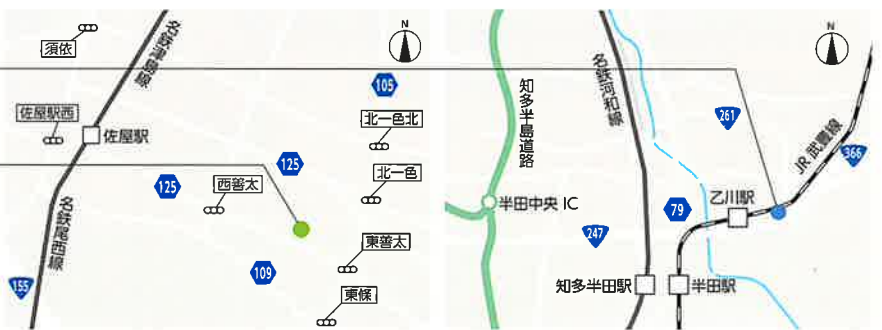 N
須依
名鉄津島線
105
佐屋駅西
佐屋駅
北一色北
125
125
西善太
北一色
名鉄尾西線
東善太
109
155
東條
N
名鉄河和線
知多半島道路
261
JR武豊線
366
半田中央 IC
79
乙川駅
247
知多半田駅
半田駅